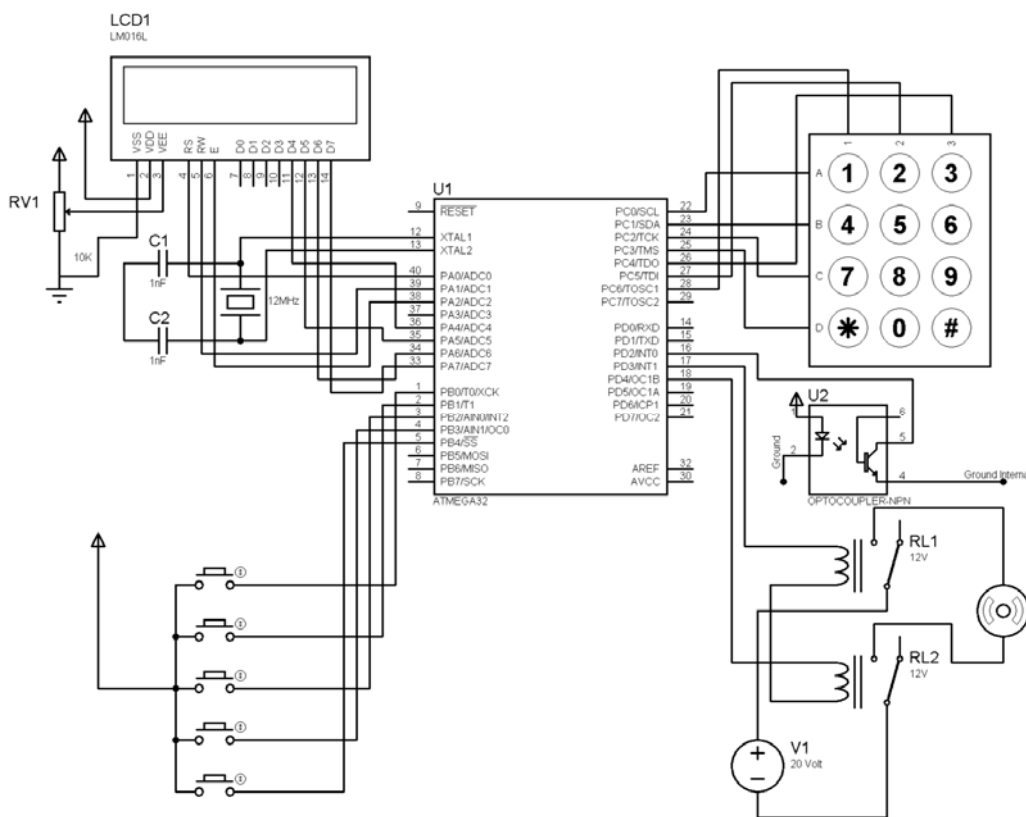 LCD1
LM016L
VSS VDD VEE RS RW E D0 D1 D2 D3 D4 D5 D6 D7
1 2 3 4 5 6 7 8 9 10 11 12 13 14
RV1
10K
C1
1nF
C2
1nF
12MHz
U1
9 RESET
12 XTAL1
13 XTAL2
40 PA0/ADC0
39 PA1/ADC1
38 PA2/ADC2
37 PA3/ADC3
36 PA4/ADC4
35 PA5/ADC5
34 PA6/ADC6
33 PA7/ADC7
1 PB0/T0/XCK
2 PB1/T1
3 PB2/AIN0/INT2
4 PB3/AIN1/OC0
5 PB4/SS
6 PB5/MOSI
7 PB6/MISO
8 PB7/SCK
PC0/SCL 22
PC1/SDA 23
PC2/TCK 24
PC3/TMS 25
PC4/TDO 26
PC5/TDI 27
PC6/TOSC1 28
PC7/TOSC2 29
PD0/RXD 14
PD1/TXD 15
PD2/INT0 16
PD3/INT1 17
PD4/OC1B 18
PD5/OC1A 19
PD6/ICP1 20
PD7/OC2 21
AREF 32
AVCC 30
ATMEGA32
1 2 3
A 1 2 3
B 4 5 6
C 7 8 9
D * 0 #
U2
1
2
6
5
4
Ground
Ground Interna
OPTOCOUPLER-NPN
RL1
12V
RL2
12V
V1
20 Volt